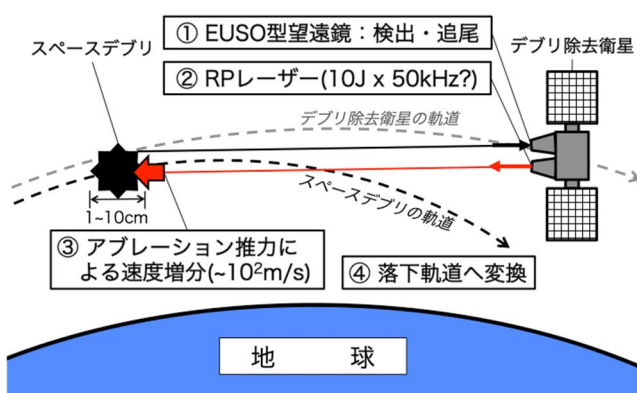 ① EUSO型望遠鏡：検出・追尾
スペースデブリ
デブリ除去衛星
② RPレーザー(10J x 50kHz?)
デブリ除去衛星の軌道
スペースデブリの軌道
1~10cm
③ アブレーション推力に
よる速度増分(~10²m/s)
④ 落下軌道へ変換
地 球